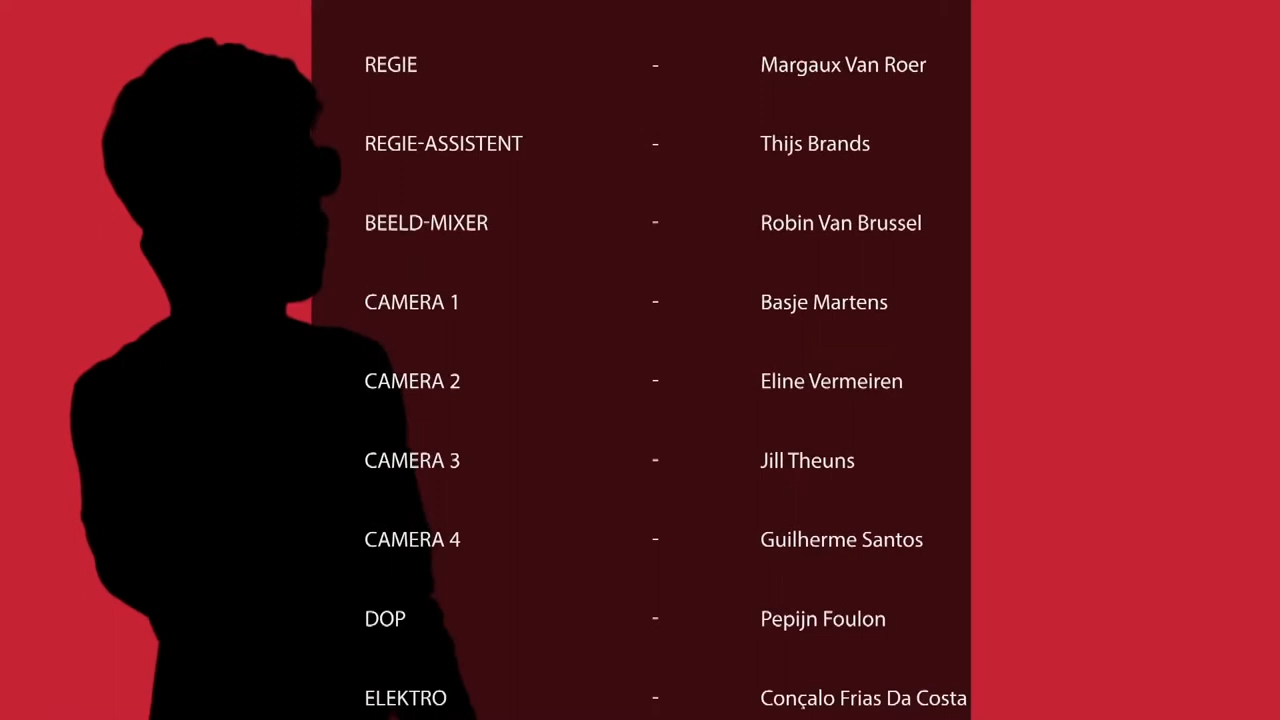 REGIE - Margaux Van Roer
REGIE-ASSISTENT - Thijs Brands
BEELD-MIXER - Robin Van Brussel
CAMERA 1 - Basje Martens
CAMERA 2 - Eline Vermeiren
CAMERA 3 - Jill Theuns
CAMERA 4 - Guilherme Santos
DOP - Pepijn Foulon
ELEKTRO - Conçalo Frias Da Costa